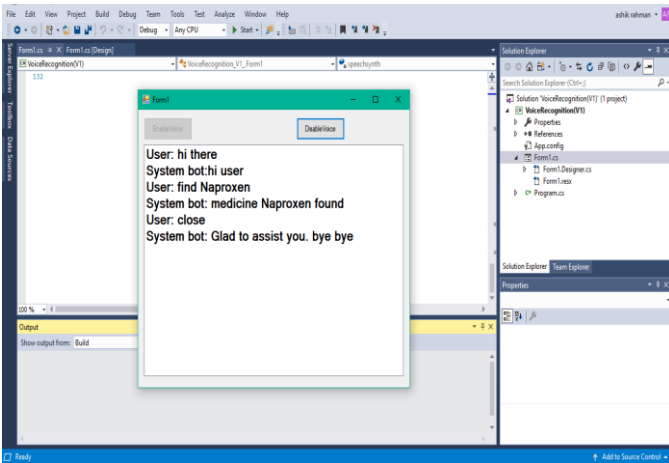 File Edit View Project Build Debug Team Tools Test Analyze Window Help
ashik rahman
Debug Any CPU Start
Form1.cs Form1.cs [Design]
VoiceRecognition(V1) VoiceRecognition_V1_.Form1 speechsynth
132
Server Explorer
Toolbox
Data Sources
Form1
EnableVoice DisableVoice
User: hi there
System bot:hi user
User: find Naproxen
System bot: medicine Naproxen found
User: close
System bot: Glad to assist you. bye bye
100 %
Output
Show output from: Build
Solution Explorer
Search Solution Explorer (Ctrl+;)
Solution 'VoiceRecognition(V1)' (1 project)
VoiceRecognition(V1)
Properties
References
App.config
Form1.cs
Form1.Designer.cs
Form1.resx
Program.cs
Solution Explorer Team Explorer
Properties
Ready
Add to Source Control